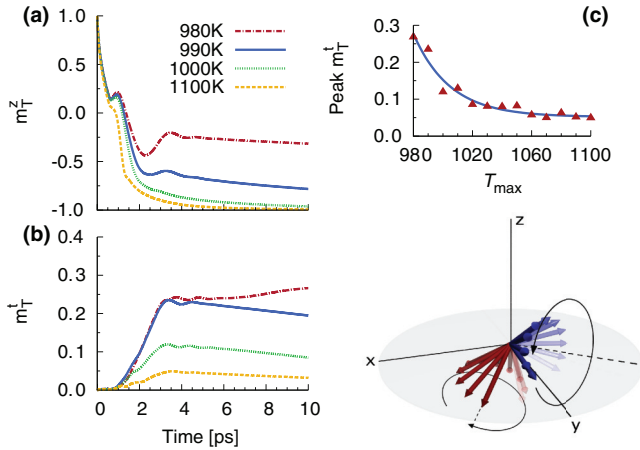 (a)
980K
990K
1000K
1100K
m_T^z
0.5
0.0
-0.5
-1.0
(b)
m_T^t
0.4
0.3
0.2
0.1
0.0
0 2 4 6 8 10
Time [ps]
(c)
Peak m_T^t
0.3
0.2
0.1
0.0
980 1020 1060 1100
T_max
z
x
y